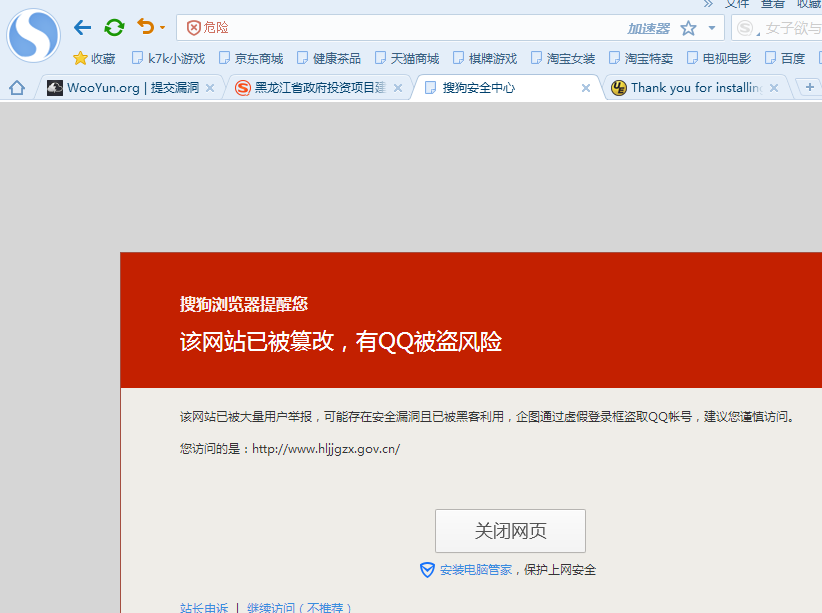 » 文件 查看 收藏
危险 加速器 女子欲与
收藏 k7k小游戏 京东商城 健康茶品 天猫商城 棋牌游戏 淘宝女装 淘宝特卖 电视电影 百度
WooYun.org | 提交漏洞 黑龙江省政府投资项目建 搜狗安全中心 Thank you for installing
搜狗浏览器提醒您
该网站已被篡改，有QQ被盗风险
该网站已被大量用户举报，可能存在安全漏洞且已被黑客利用，企图通过虚假登录框盗取QQ帐号，建议您谨慎访问。
您访问的是：http://www.hljjgzx.gov.cn/
关闭网页
安装电脑管家，保护上网安全
站长申诉 | 继续访问（不推荐）